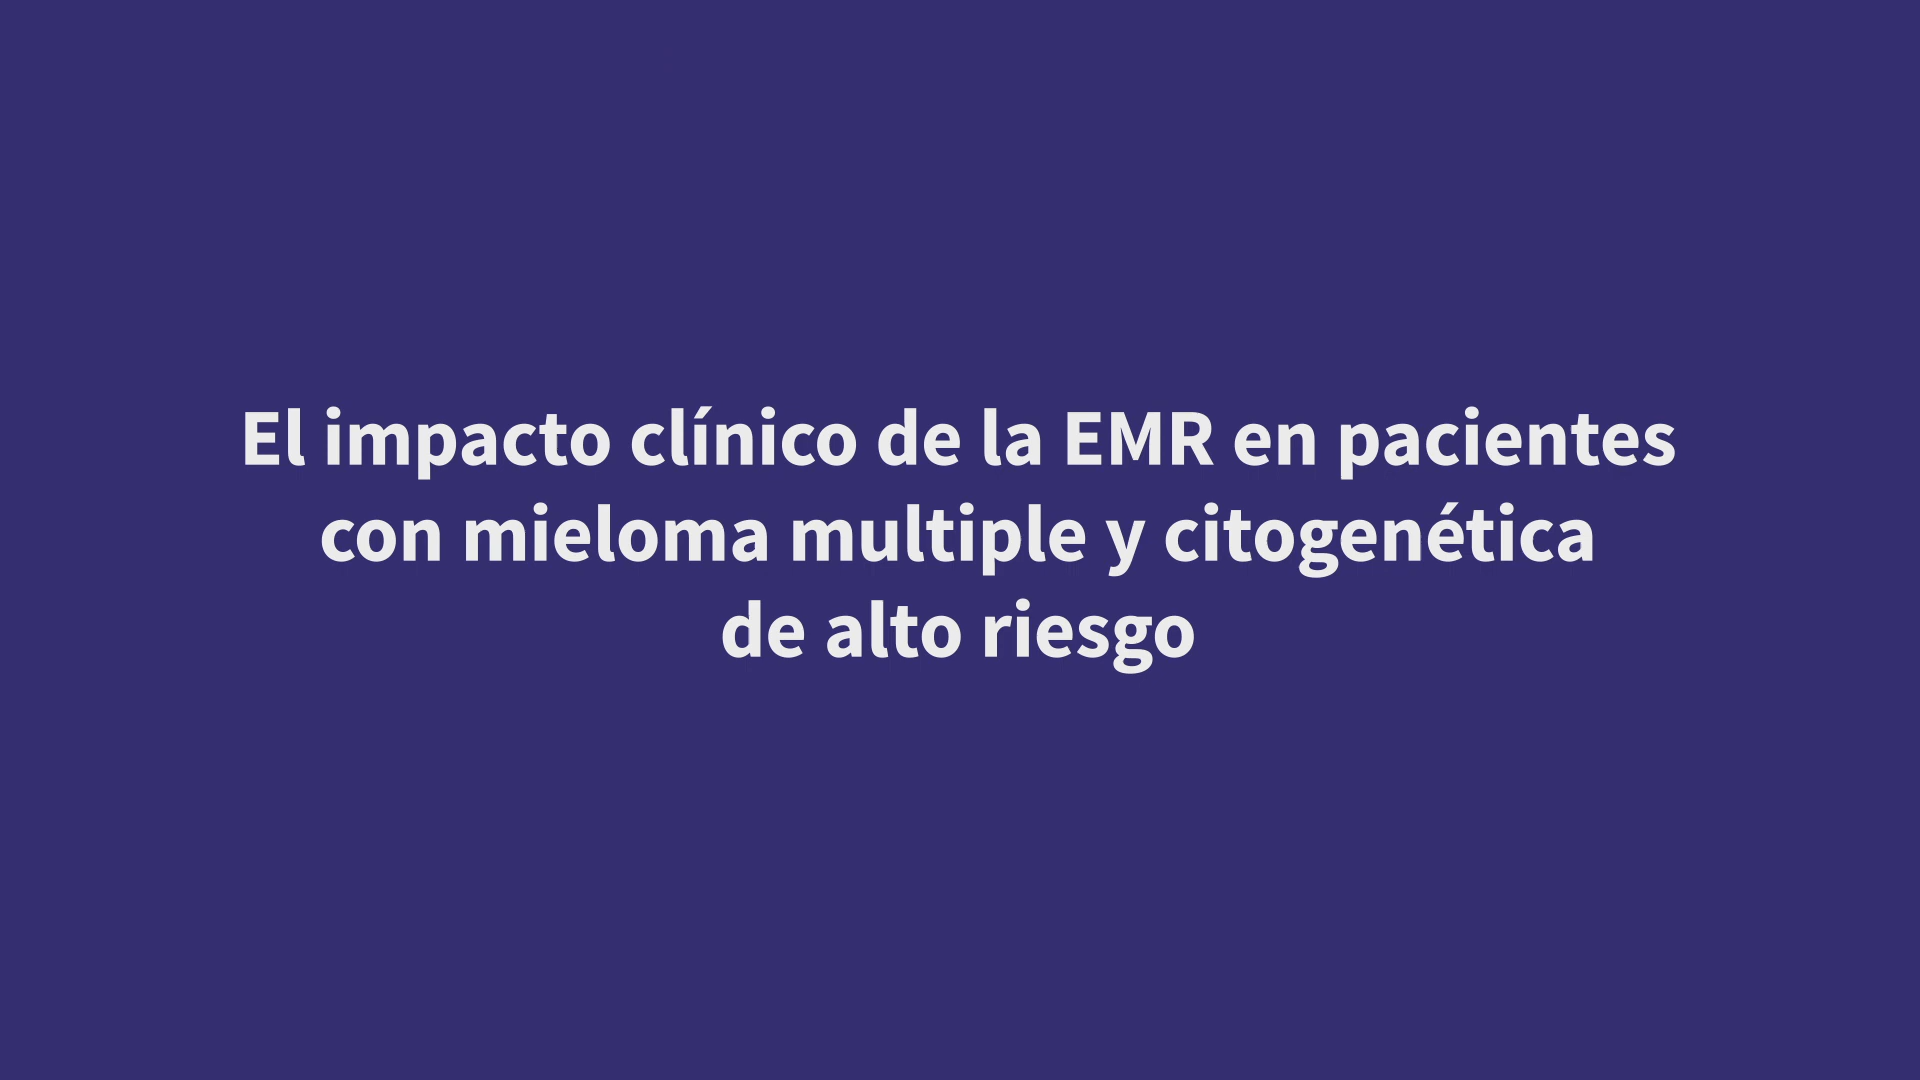 El impacto clínico de la EMR en pacientes
con mieloma multiple y citogenética
de alto riesgo